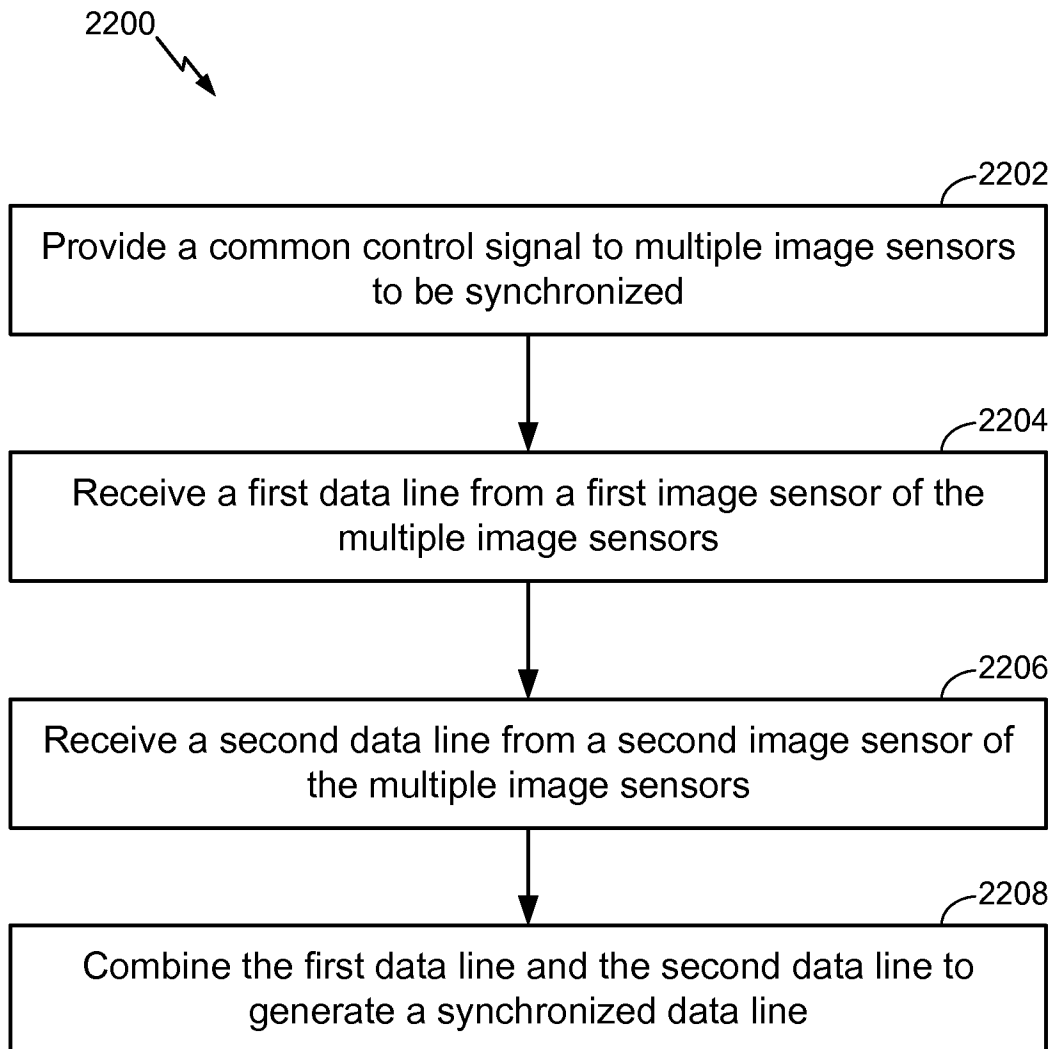 2200
2202
Provide a common control signal to multiple image sensors
to be synchronized
2204
Receive a first data line from a first image sensor of the
multiple image sensors
2206
Receive a second data line from a second image sensor of
the multiple image sensors
2208
Combine the first data line and the second data line to
generate a synchronized data line